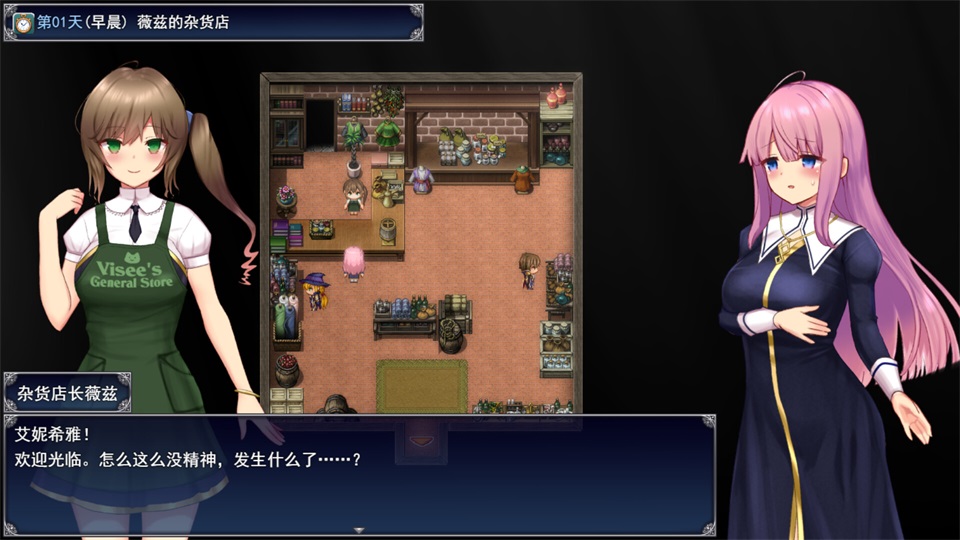 第01天(早晨) 薇兹的杂货店
Visee's
General Store
杂货店长薇兹
艾妮希雅！
欢迎光临。怎么这么没精神，发生什么了……？